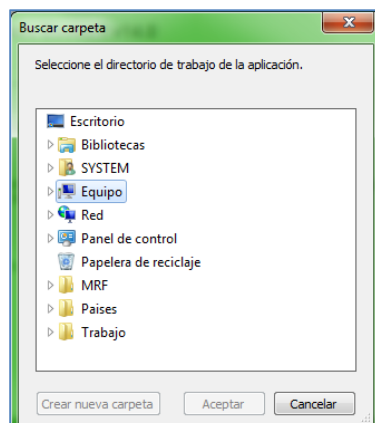 Buscar carpeta
Seleccione el directorio de trabajo de la aplicación.
Escritorio
Bibliotecas
SYSTEM
Equipo
Red
Panel de control
Papelera de reciclaje
MRF
Paises
Trabajo
Crear nueva carpeta Aceptar Cancelar